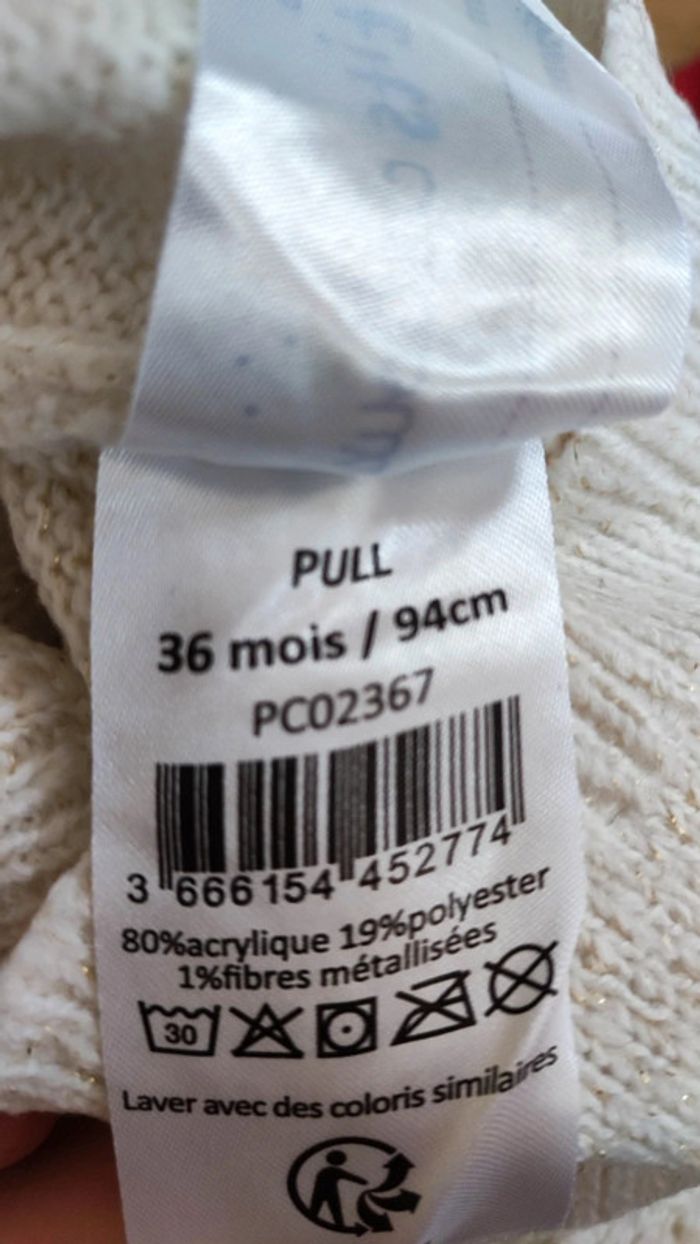 PULL
36 mois / 94cm
PC02367
3 666154 452774
80%acrylique 19%polyester
1%fibres métallisées
30
Laver avec des coloris similaires